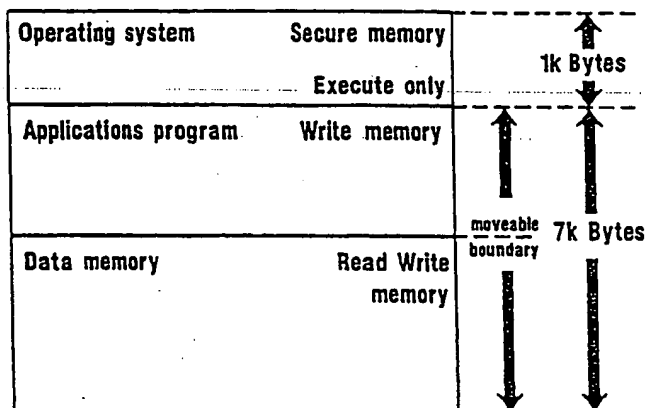 Operating system Secure memory
1k Bytes
Execute only
Applications program Write memory
moveable
boundary
7k Bytes
Data memory Read Write
memory